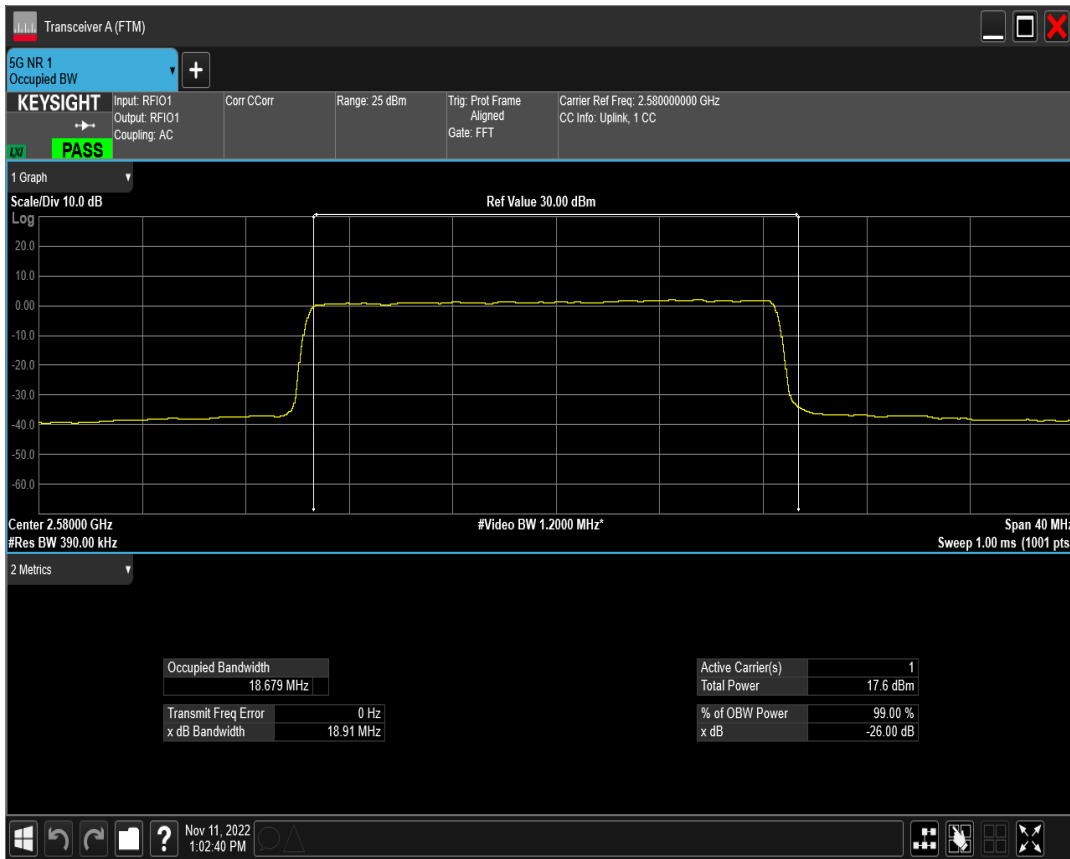 Transceiver A (FTM)
5G NR 1
Occupied BW
+
KEYSIGHT
LXI
PASS
Input: RFIO1
Output: RFIO1
Coupling: AC
Corr CCorr
Range: 25 dBm
Trig: Prot Frame
Aligned
Gate: FFT
Carrier Ref Freq: 2.580000000 GHz
CC Info: Uplink, 1 CC
1 Graph
Scale/Div 10.0 dB
Ref Value 30.00 dBm
Log
20.0
10.0
0.00
-10.0
-20.0
-30.0
-40.0
-50.0
-60.0
Center 2.58000 GHz
#Video BW 1.2000 MHz*
Span 40 MHz
#Res BW 390.00 kHz
Sweep 1.00 ms (1001 pts
2 Metrics
Occupied Bandwidth
18.679 MHz
Transmit Freq Error 0 Hz
x dB Bandwidth 18.91 MHz
Active Carrier(s) 1
Total Power 17.6 dBm
% of OBW Power 99.00 %
x dB -26.00 dB
?
Nov 11, 2022
1:02:40 PM